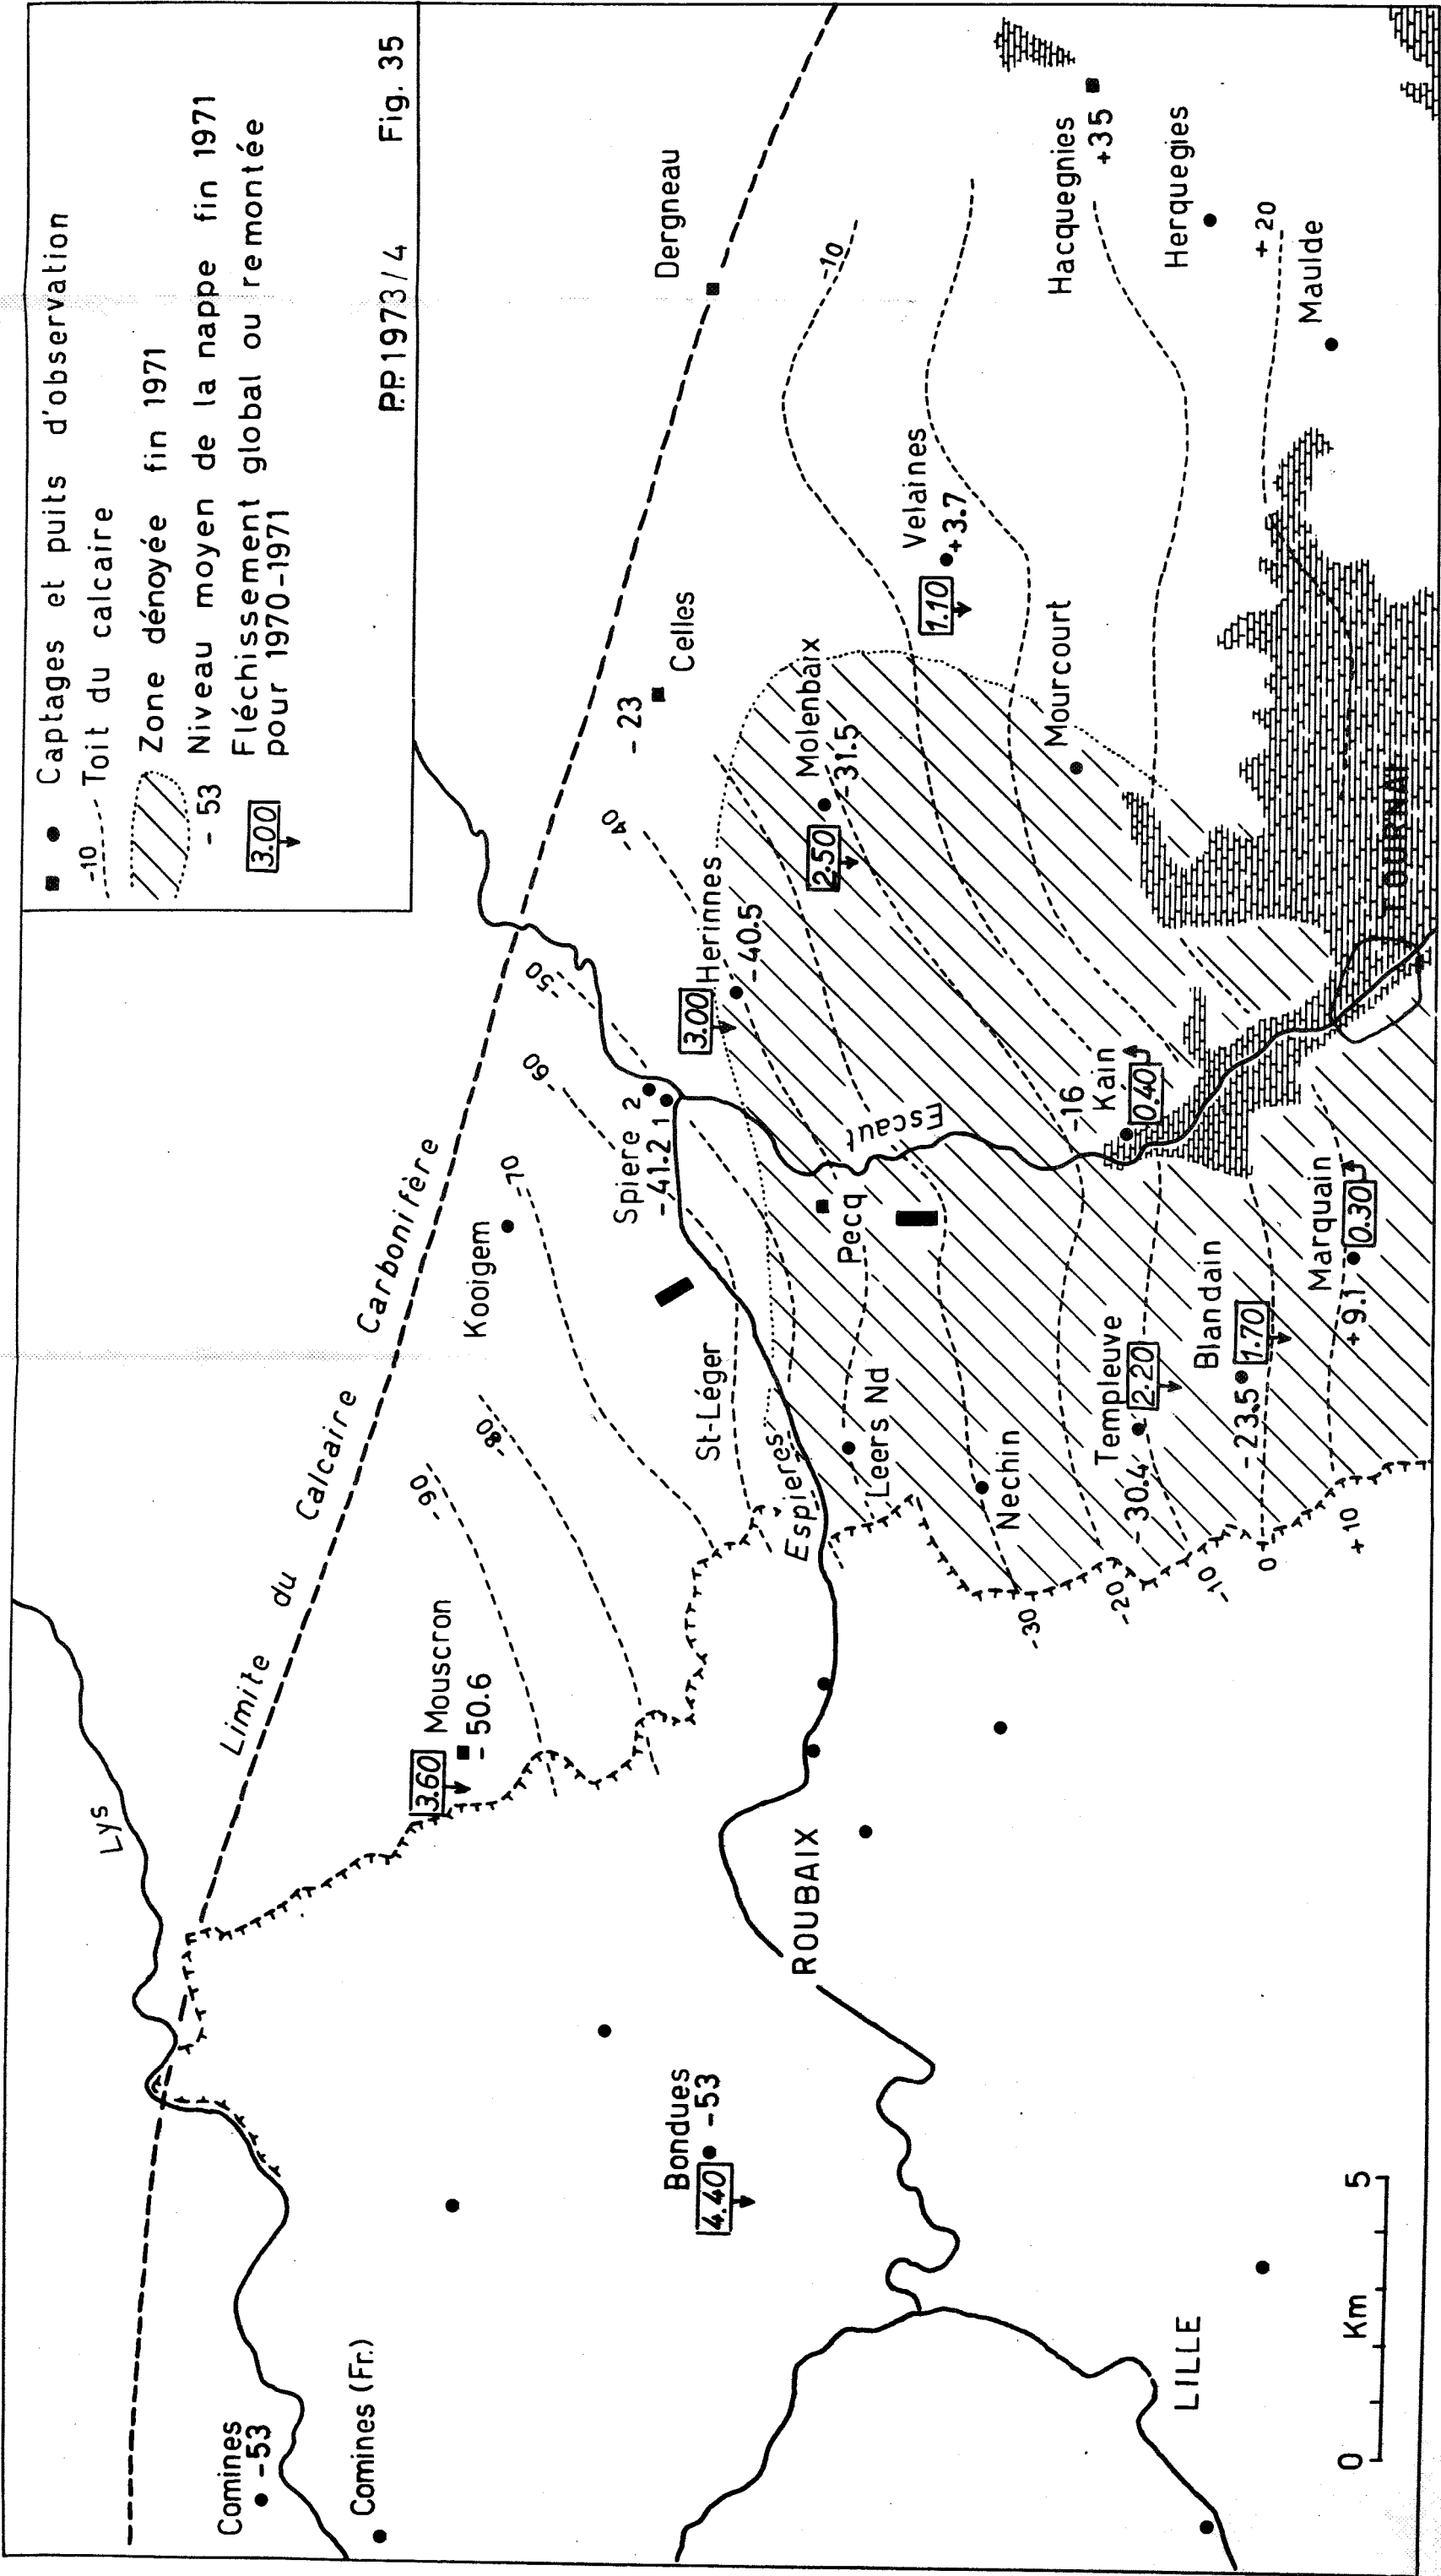 Captages et puits d'observation
-10 Toit du calcaire
Zone dénoyée fin 1971
- 53 Niveau moyen de la nappe fin 1971
3.00 Fléchissement global ou remontée
pour 1970-1971
P.P. 1973/4 Fig. 35
Lys
Limite du Calcaire Carbonifère
Comines
-53
Comines (Fr.)
3.60
Mouscron
- 50.6
-90
-80
-70
-60
-50
-40
Kooigem
Spiere 2
-41.2 1
- 23
Celles
Dergneau
Bondues
4.40
-53
St-Léger
Espieres
3.00
Herinnes
-40.5
ROUBAIX
Leers Nd
Pecq
Escaut
2.50
Molenbaix
-31.5
-10
Velaines
1.10
+3.7
Nechin
-30
Hacquegnies
+35
Mourcourt
-16
Kain
0.40
Templeuve
2.20
-30.4
-20
Herquegies
LILLE
Blandain
1.70
-23.5
-10
0
+ 20
Maulde
Marquain
0.30
+9.1
+10
TOURNAI
0 Km 5